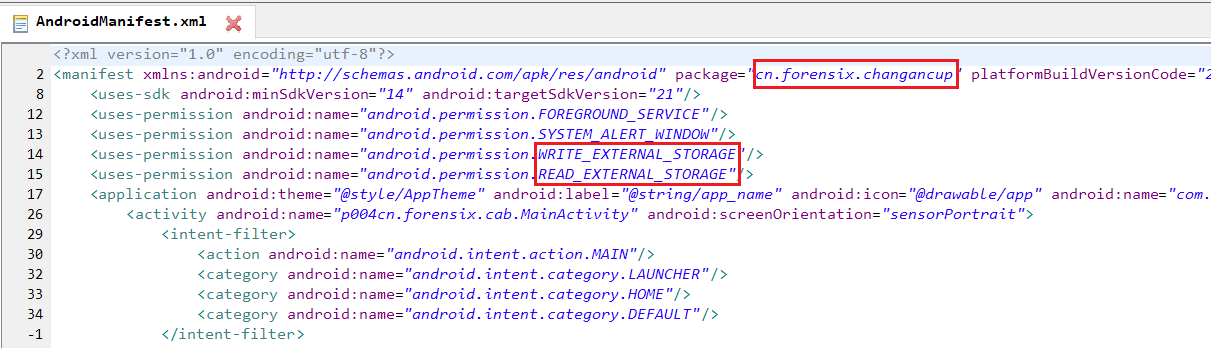 AndroidManifest.xml
<?xml version="1.0" encoding="utf-8"?>
2 <manifest xmlns:android="http://schemas.android.com/apk/res/android" package="cn.forensix.changancup" platformBuildVersionCode="2
8 <uses-sdk android:minSdkVersion="14" android:targetSdkVersion="21"/>
12 <uses-permission android:name="android.permission.FOREGROUND_SERVICE"/>
13 <uses-permission android:name="android.permission.SYSTEM_ALERT_WINDOW"/>
14 <uses-permission android:name="android.permission.WRITE_EXTERNAL_STORAGE"/>
15 <uses-permission android:name="android.permission.READ_EXTERNAL_STORAGE"/>
17 <application android:theme="@style/AppTheme" android:label="@string/app_name" android:icon="@drawable/app" android:name="com.
26 <activity android:name="p004cn.forensix.cab.MainActivity" android:screenOrientation="sensorPortrait">
29 <intent-filter>
30 <action android:name="android.intent.action.MAIN"/>
32 <category android:name="android.intent.category.LAUNCHER"/>
33 <category android:name="android.intent.category.HOME"/>
34 <category android:name="android.intent.category.DEFAULT"/>
-1 </intent-filter>